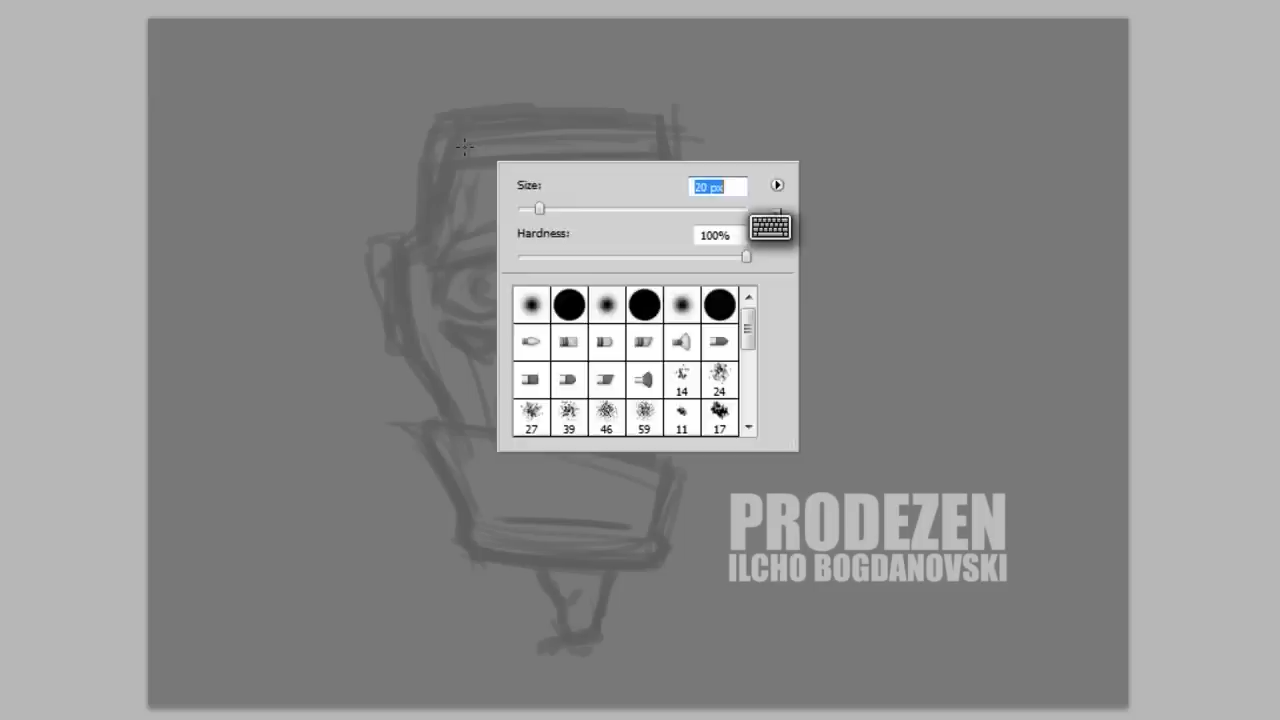 Size:
20 px
Hardness:
100%
14
24
27
39
46
59
11
17
PRODEZEN
ILCHO BOGDANOVSKI